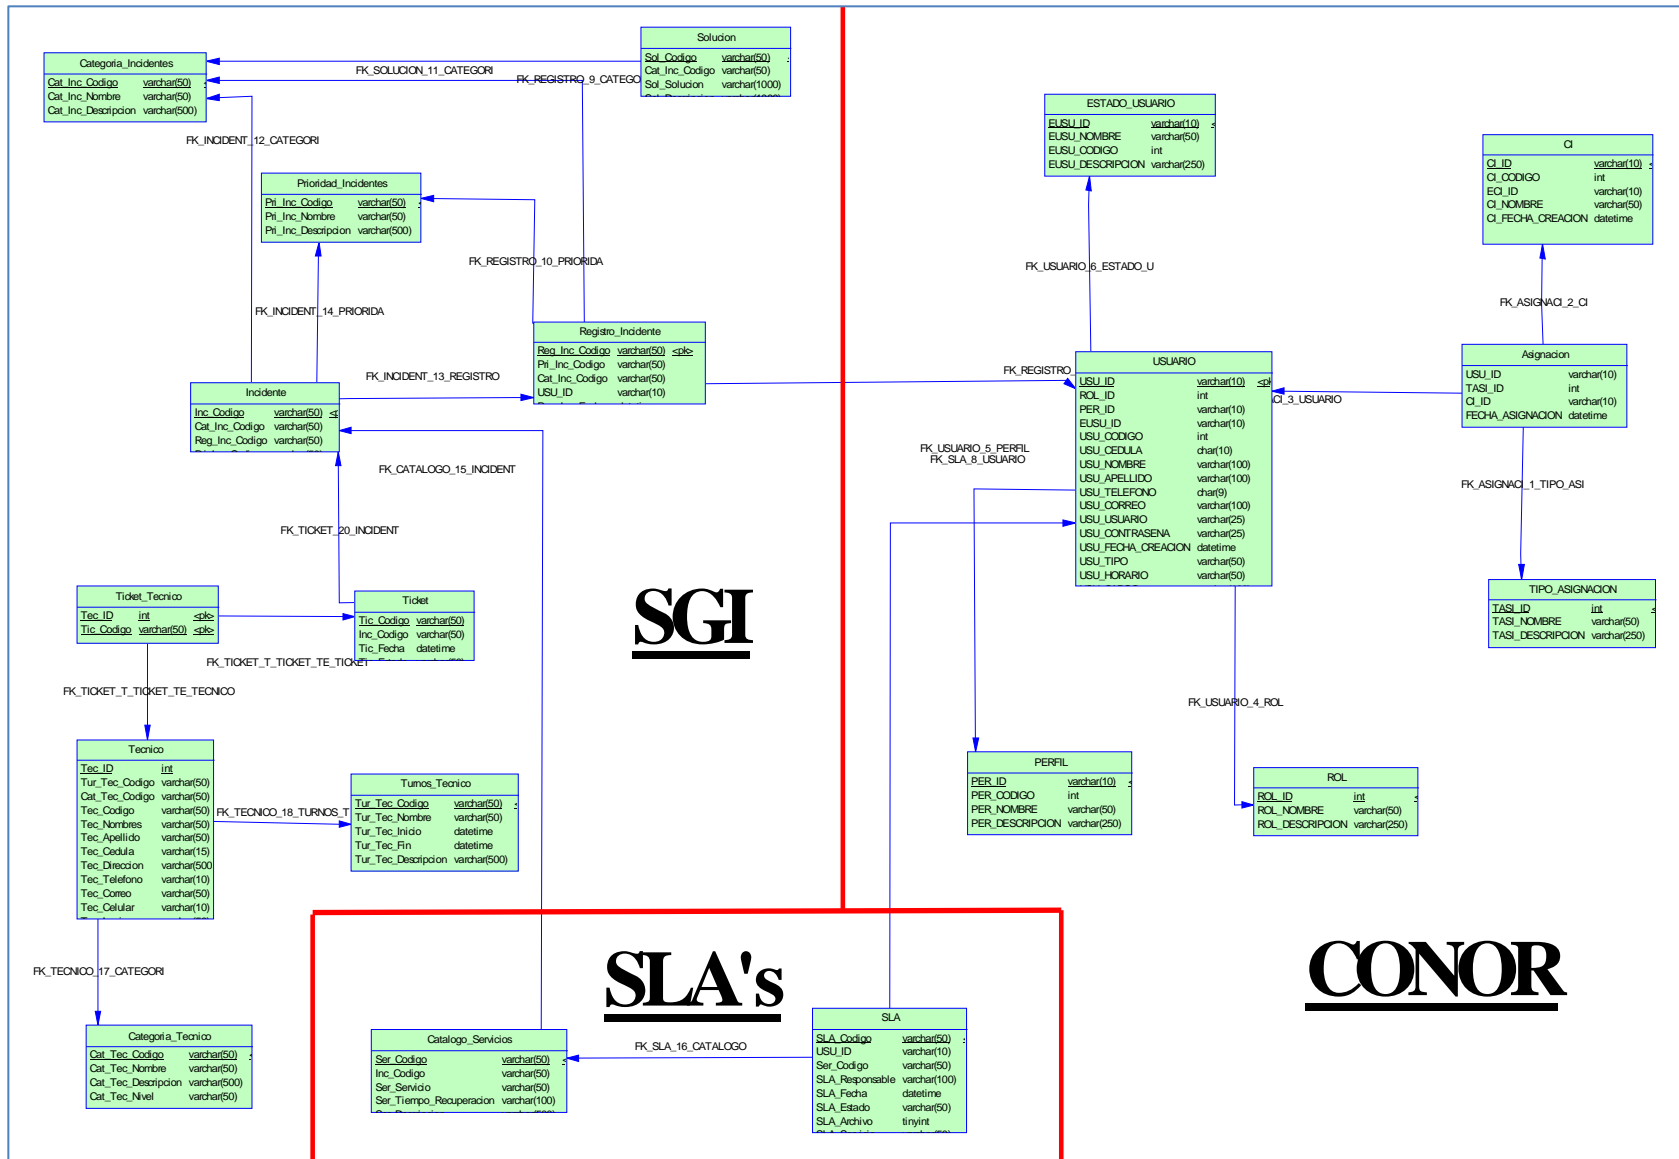 Solucion
Sol_Codigo varchar(50)
Cat_Inc_Codigo varchar(50)
Sol_Solucion varchar(1000)
Categoria_Incidentes
Cat_Inc_Codigo varchar(50)
Cat_Inc_Nombre varchar(50)
Cat_Inc_Descripcion varchar(500)
FK_SOLUCION_11_CATEGORI
FK_REGISTRO_9_CATEGO
FK_INCIDENT_12_CATEGORI
Prioridad_Incidentes
Pri_Inc_Codigo varchar(50)
Pri_Inc_Nombre varchar(50)
Pri_Inc_Descripcion varchar(500)
FK_REGISTRO_10_PRIORIDA
FK_INCIDENT_14_PRIORIDA
Registro_Incidente
Reg_Inc_Codigo varchar(50) <pk>
Pri_Inc_Codigo varchar(50)
Cat_Inc_Codigo varchar(50)
USU_ID varchar(10)
FK_INCIDENT_13_REGISTRO
Incidente
Inc_Codigo varchar(50) <p
Cat_Inc_Codigo varchar(50)
Reg_Inc_Codigo varchar(50)
FK_CATALOGO_15_INCIDENT
FK_TICKET_20_INCIDENT
Ticket_Tecnico
Tec_ID int <pk>
Tic_Codigo varchar(50) <pk>
Ticket
Tic_Codigo varchar(50)
Inc_Codigo varchar(50)
Tic_Fecha datetime
FK_TICKET_T_TICKET_TE_TICKET
FK_TICKET_T_TICKET_TE_TECNICO
SGI
Tecnico
Tec_ID int
Tur_Tec_Codigo varchar(50)
Cat_Tec_Codigo varchar(50)
Tec_Codigo varchar(50)
Tec_Nombres varchar(50)
Tec_Apellido varchar(50)
Tec_Cedula varchar(15)
Tec_Direccion varchar(500
Tec_Telefono varchar(10)
Tec_Correo varchar(50)
Tec_Celular varchar(10)
FK_TECNICO_18_TURNOS_T
Turnos_Tecnico
Tur_Tec_Codigo varchar(50)
Tur_Tec_Nombre varchar(50)
Tur_Tec_Inicio datetime
Tur_Tec_Fin datetime
Tur_Tec_Descripcion varchar(500)
FK_TECNICO_17_CATEGORI
Categoria_Tecnico
Cat_Tec_Codigo varchar(50)
Cat_Tec_Nombre varchar(50)
Cat_Tec_Descripcion varchar(500)
Cat_Tec_Nivel varchar(50)
SLA's
Catalogo_Servicios
Ser_Codigo varchar(50)
Inc_Codigo varchar(50)
Ser_Servicio varchar(50)
Ser_Tiempo_Recuperacion varchar(100)
FK_SLA_16_CATALOGO
SLA
SLA_Codigo varchar(50)
USU_ID varchar(10)
Ser_Codigo varchar(50)
SLA_Responsable varchar(100)
SLA_Fecha datetime
SLA_Estado varchar(50)
SLA_Archivo tinyint
ESTADO_USUARIO
EUSU_ID varchar(10)
EUSU_NOMBRE varchar(50)
EUSU_CODIGO int
EUSU_DESCRIPCION varchar(250)
FK_USUARIO_6_ESTADO_U
CI
CI_ID varchar(10)
CI_CODIGO int
ECI_ID varchar(10)
CI_NOMBRE varchar(50)
CI_FECHA_CREACION datetime
FK_ASIGNACI_2_CI
FK_REGISTRO_
USUARIO
USU_ID varchar(10) <pk
ROL_ID int
PER_ID varchar(10)
EUSU_ID varchar(10)
USU_CODIGO int
USU_CEDULA char(10)
USU_NOMBRE varchar(100)
USU_APELLIDO varchar(100)
USU_TELEFONO char(9)
USU_CORREO varchar(100)
USU_USUARIO varchar(25)
USU_CONTRASENA varchar(25)
USU_FECHA_CREACION datetime
USU_TIPO varchar(50)
USU_HORARIO varchar(50)
ACI_3_USUARIO
Asignacion
USU_ID varchar(10)
TASI_ID int
CI_ID varchar(10)
FECHA_ASIGNACION datetime
FK_USUARIO_5_PERFIL
FK_SLA_8_USUARIO
FK_ASIGNACI_1_TIPO_ASI
TIPO_ASIGNACION
TASI_ID int
TASI_NOMBRE varchar(50)
TASI_DESCRIPCION varchar(250)
FK_USUARIO_4_ROL
PERFIL
PER_ID varchar(10)
PER_CODIGO int
PER_NOMBRE varchar(50)
PER_DESCRIPCION varchar(250)
ROL
ROL_ID int
ROL_NOMBRE varchar(50)
ROL_DESCRIPCION varchar(250)
CONOR